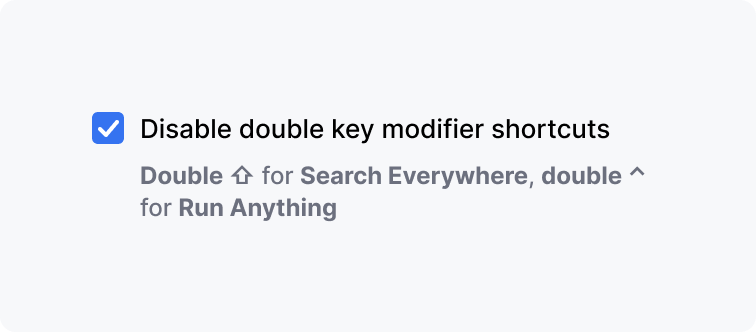 Disable double key modifier shortcuts
Double ⇧ for Search Everywhere, double ⌃
for Run Anything